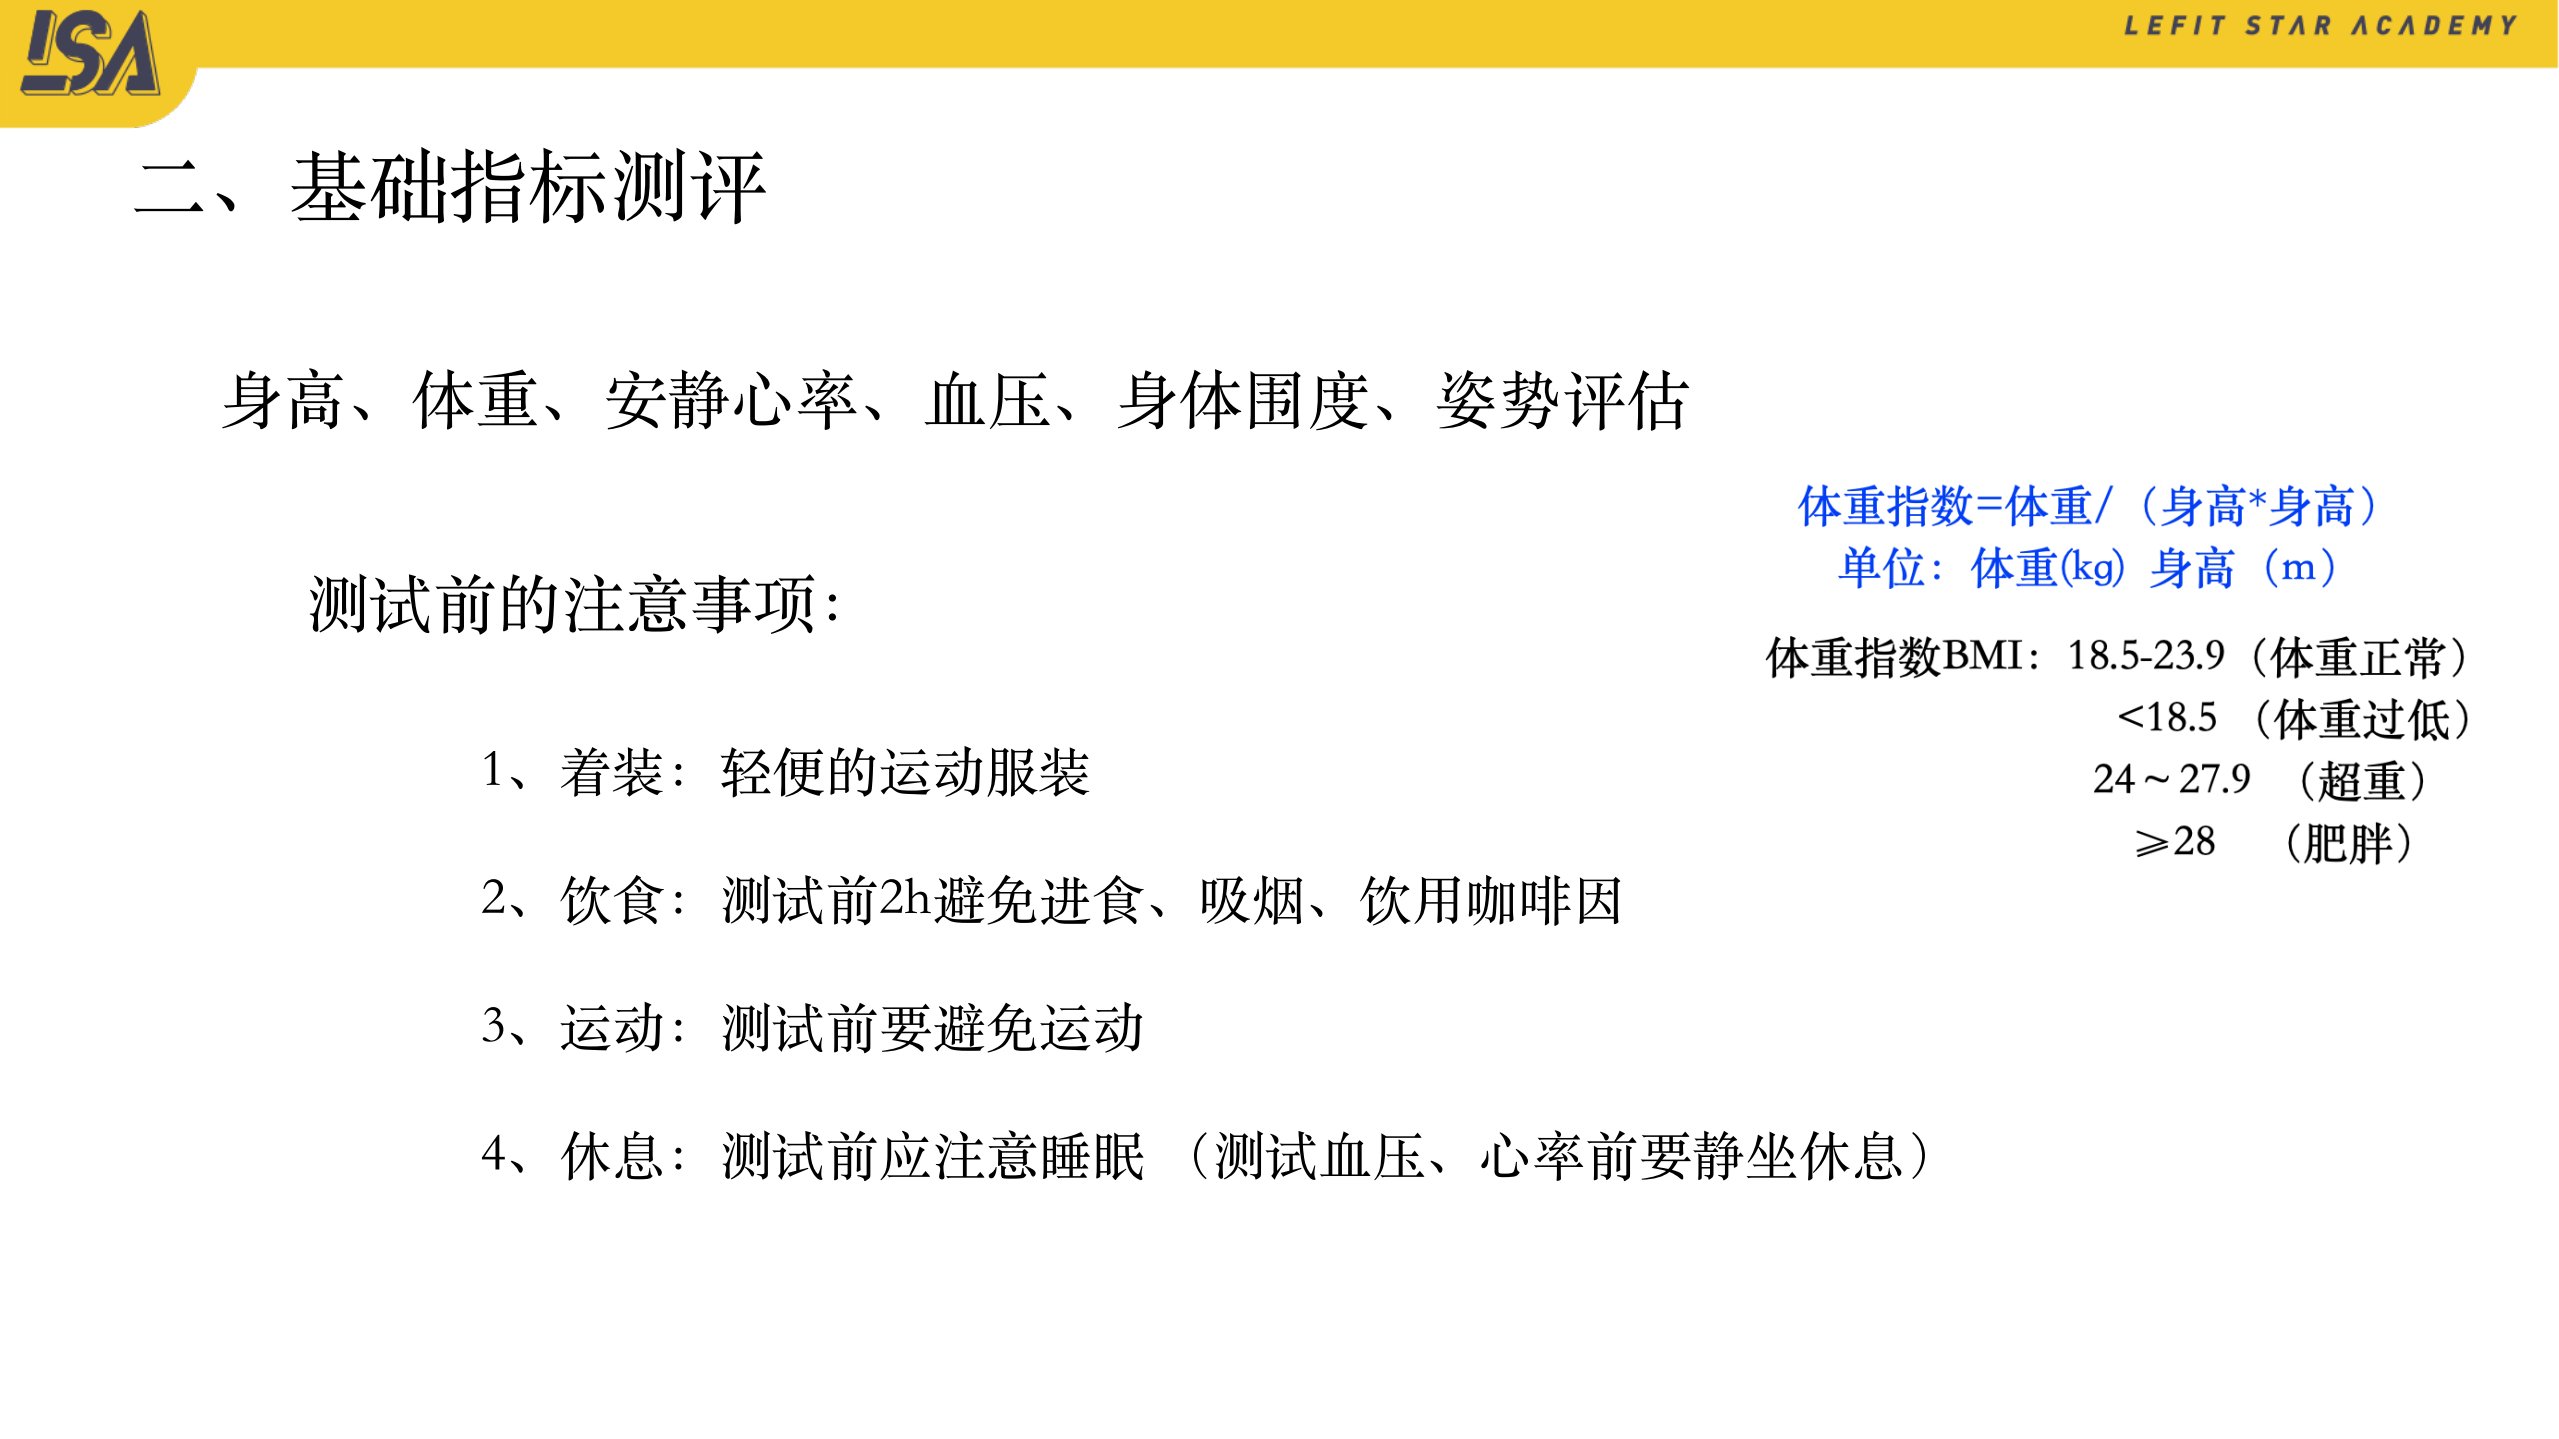 LSA
LEFIT STAR ACADEMY
二、基础指标测评
身高、体重、安静心率、血压、身体围度、姿势评估
体重指数=体重/（身高*身高）
单位：体重(kg) 身高（m）
测试前的注意事项：
体重指数BMI：18.5-23.9（体重正常）
<18.5 （体重过低）
24～27.9 （超重）
⩾28 （肥胖）
1、着装：轻便的运动服装
2、饮食：测试前2h避免进食、吸烟、饮用咖啡因
3、运动：测试前要避免运动
4、休息：测试前应注意睡眠 （测试血压、心率前要静坐休息）